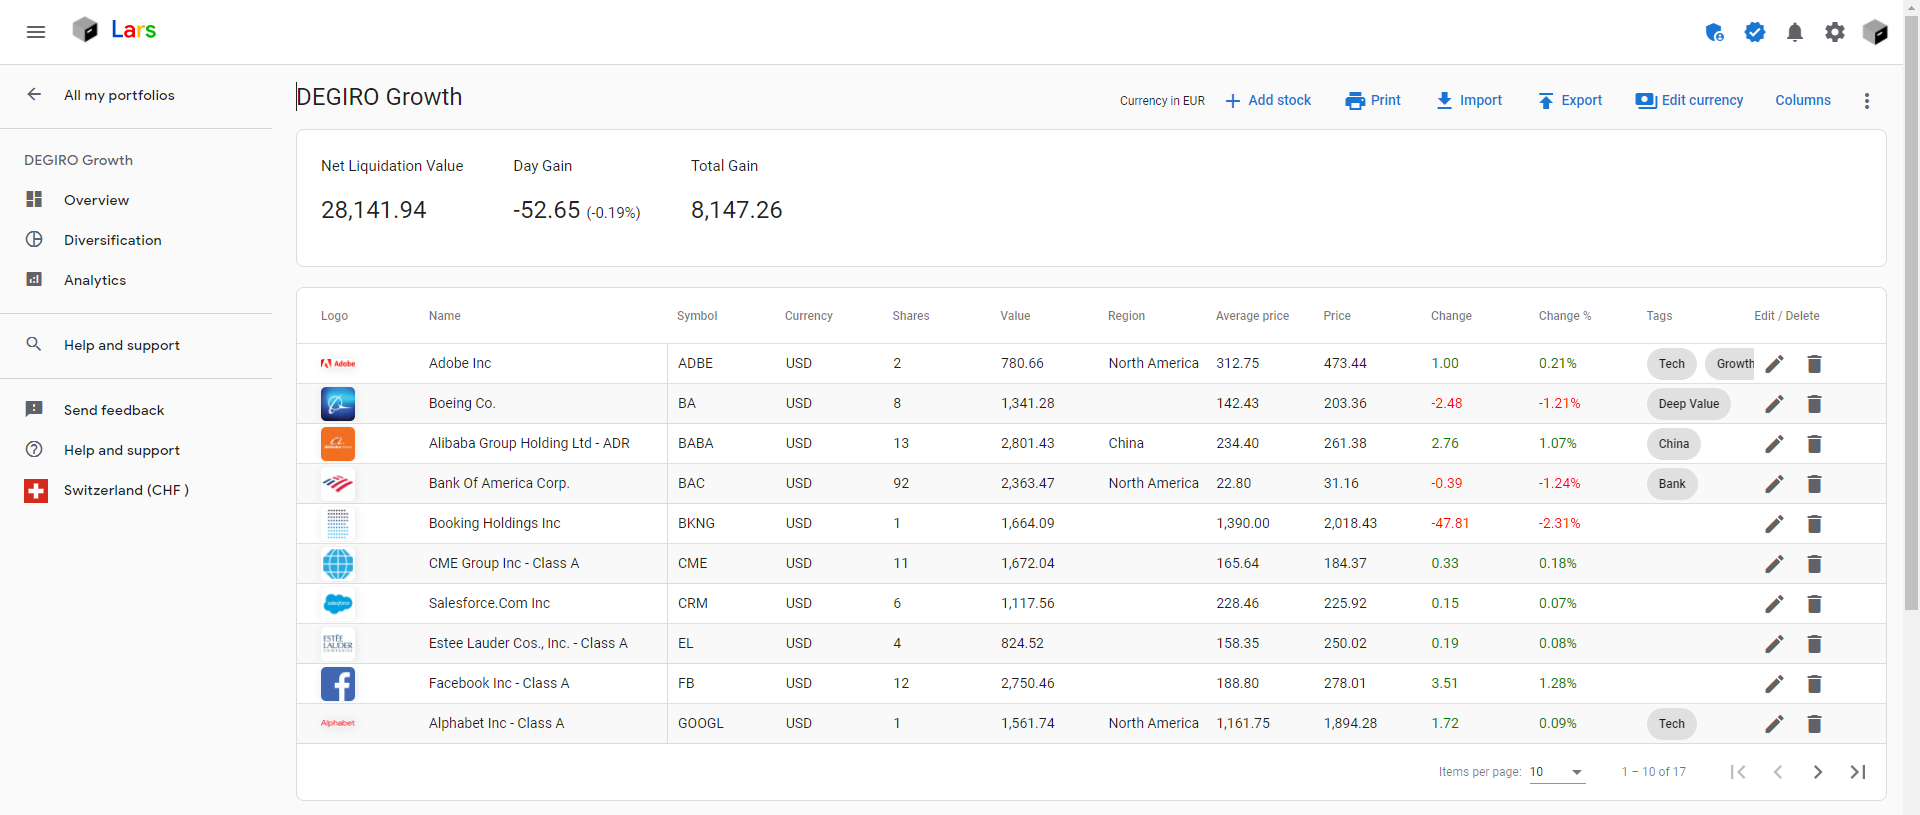 Lars
All my portfolios
DEGIRO Growth
Overview
Diversification
Analytics
Help and support
Send feedback
Help and support
Switzerland (CHF )
DEGIRO Growth
Currency in EUR Add stock Print Import Export Edit currency Columns
Net Liquidation Value Day Gain Total Gain
28,141.94 -52.65 (-0.19%) 8,147.26
Logo Name Symbol Currency Shares Value Region Average price Price Change Change % Tags Edit / Delete
Adobe Adobe Inc ADBE USD 2 780.66 North America 312.75 473.44 1.00 0.21% Tech Growth
Boeing Co. BA USD 8 1,341.28 142.43 203.36 -2.48 -1.21% Deep Value
Alibaba Group Holding Ltd - ADR BABA USD 13 2,801.43 China 234.40 261.38 2.76 1.07% China
Bank Of America Corp. BAC USD 92 2,363.47 North America 22.80 31.16 -0.39 -1.24% Bank
Booking Holdings Inc BKNG USD 1 1,664.09 1,390.00 2,018.43 -47.81 -2.31%
CME Group Inc - Class A CME USD 11 1,672.04 165.64 184.37 0.33 0.18%
salesforce Salesforce.Com Inc CRM USD 6 1,117.56 228.46 225.92 0.15 0.07%
ESTĒE LAUDER COMPANIES Estee Lauder Cos., Inc. - Class A EL USD 4 824.52 158.35 250.02 0.19 0.08%
Facebook Inc - Class A FB USD 12 2,750.46 188.80 278.01 3.51 1.28%
Alphabet Alphabet Inc - Class A GOOGL USD 1 1,561.74 North America 1,161.75 1,894.28 1.72 0.09% Tech
Items per page: 10 1 – 10 of 17